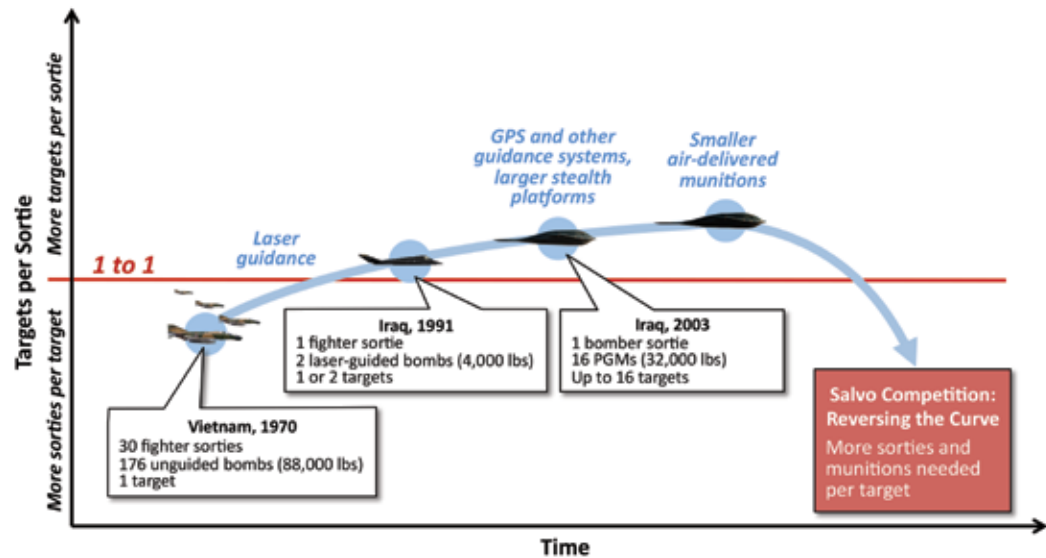 Targets per Sortie
More targets per sortie
More sorties per target
1 to 1
Laser
guidance
GPS and other
guidance systems,
larger stealth
platforms
Smaller
air-delivered
munitions
Vietnam, 1970
30 fighter sorties
176 unguided bombs (88,000 lbs)
1 target
Iraq, 1991
1 fighter sortie
2 laser-guided bombs (4,000 lbs)
1 or 2 targets
Iraq, 2003
1 bomber sortie
16 PGMs (32,000 lbs)
Up to 16 targets
Salvo Competition:
Reversing the Curve
More sorties and
munitions needed
per target
Time